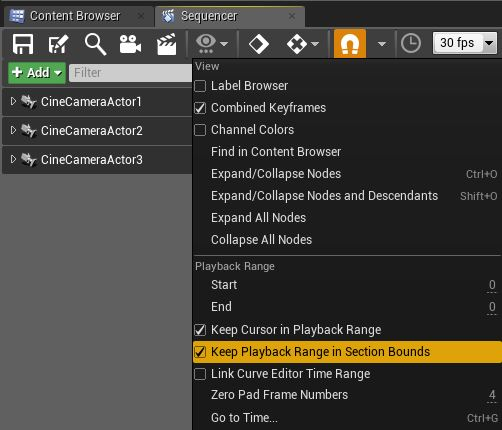 Content Browser
Sequencer
30 fps
Add
Filter
CineCameraActor1
CineCameraActor2
CineCameraActor3
View
Label Browser
Combined Keyframes
Channel Colors
Find in Content Browser
Expand/Collapse Nodes Ctrl+O
Expand/Collapse Nodes and Descendants Shift+O
Expand All Nodes
Collapse All Nodes
Playback Range
Start 0
End 0
Keep Cursor in Playback Range
Keep Playback Range in Section Bounds
Link Curve Editor Time Range
Zero Pad Frame Numbers 4
Go to Time... Ctrl+G